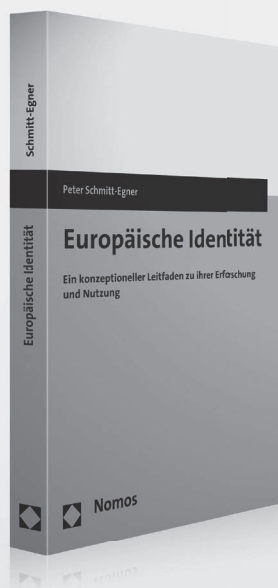 Schmitt-Egner
Europäische Identität
Peter Schmitt-Egner
Europäische Identität
Ein konzeptioneller Leitfaden zu ihrer Erforschung
und Nutzung
Nomos